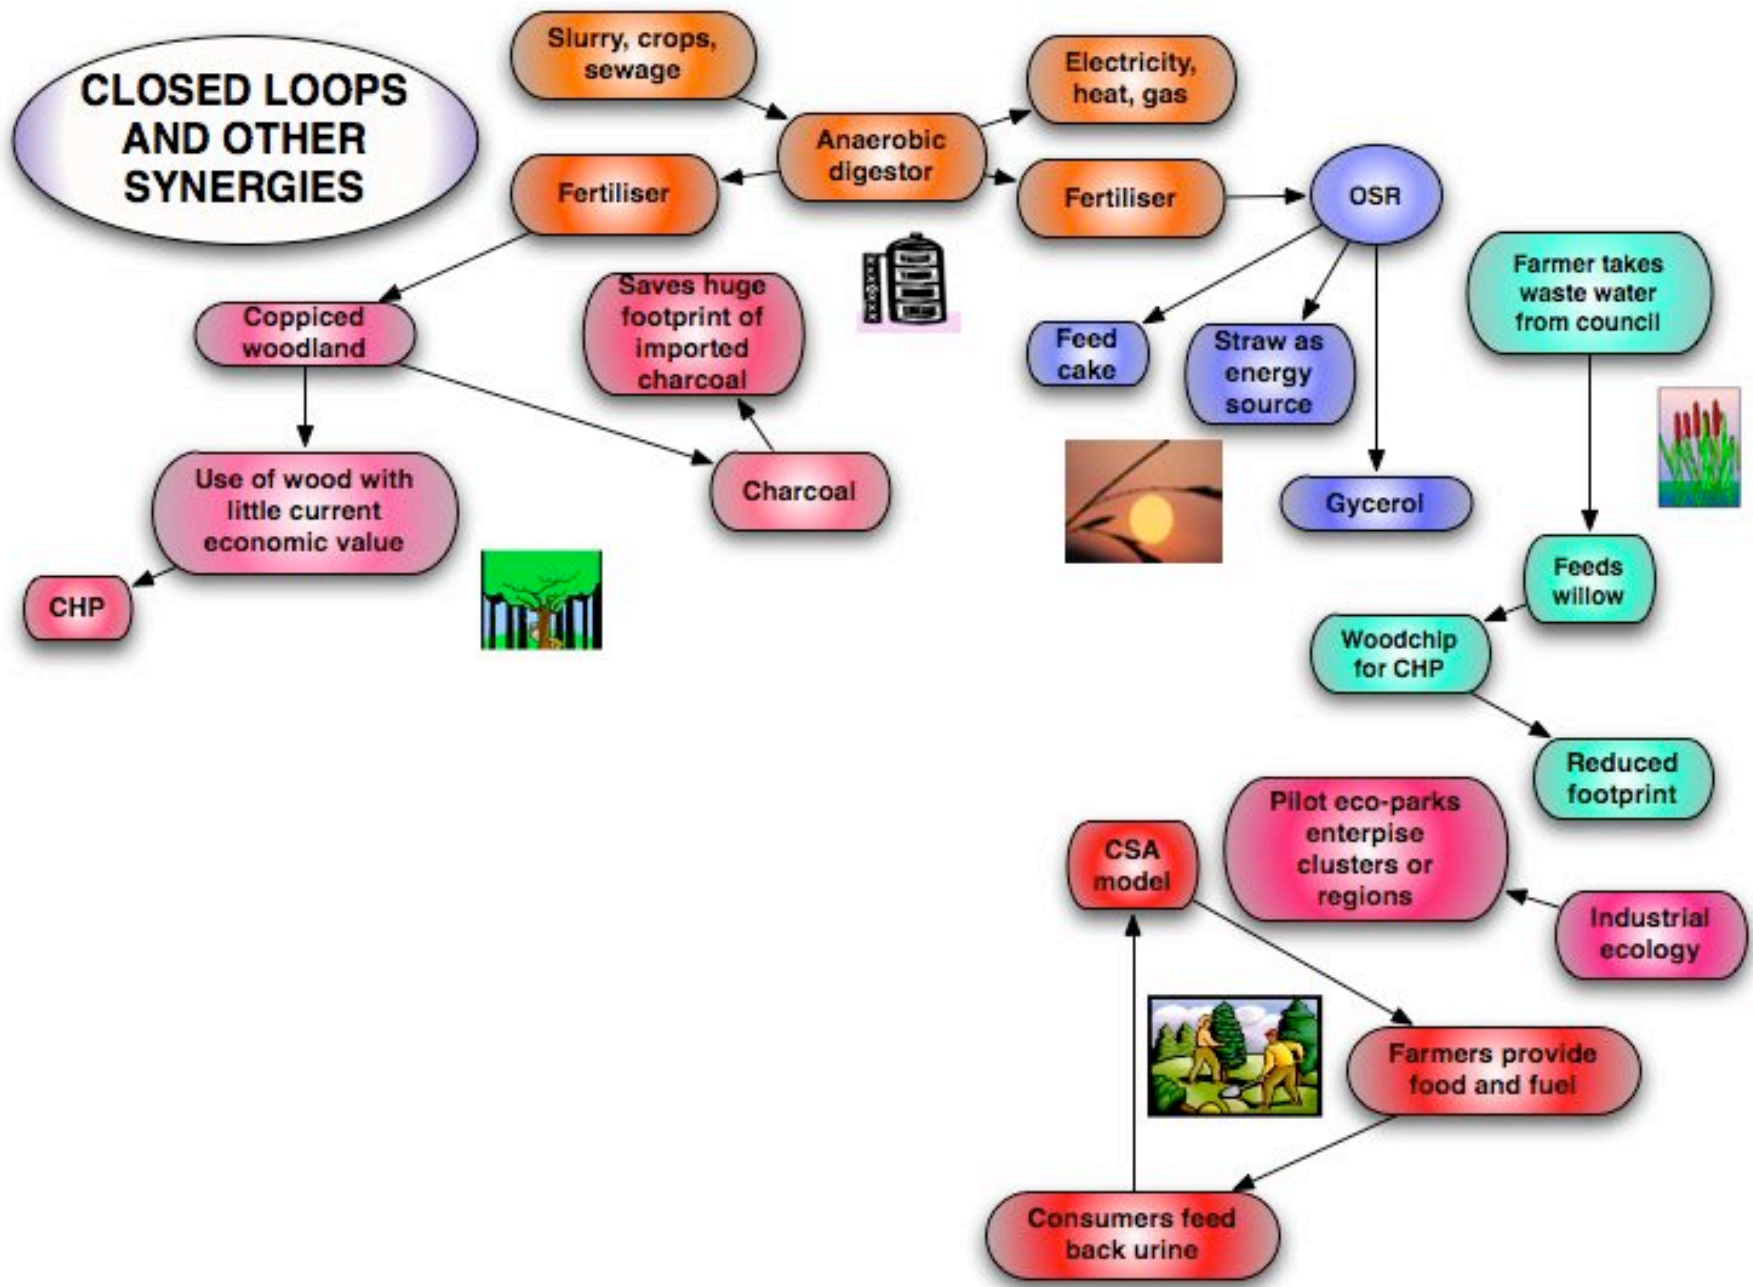 CLOSED LOOPS
AND OTHER
SYNERGIES
Slurry, crops,
sewage
Electricity,
heat, gas
Anaerobic
digestor
Fertiliser
Fertiliser
OSR
Coppiced
woodland
Saves huge
footprint of
imported
charcoal
Feed
cake
Straw as
energy
source
Farmer takes
waste water
from council
Use of wood with
little current
economic value
Charcoal
Gycerol
CHP
Feeds
willow
Woodchip
for CHP
Reduced
footprint
Pilot eco-parks
enterpise
clusters or
regions
CSA
model
Industrial
ecology
Farmers provide
food and fuel
Consumers feed
back urine